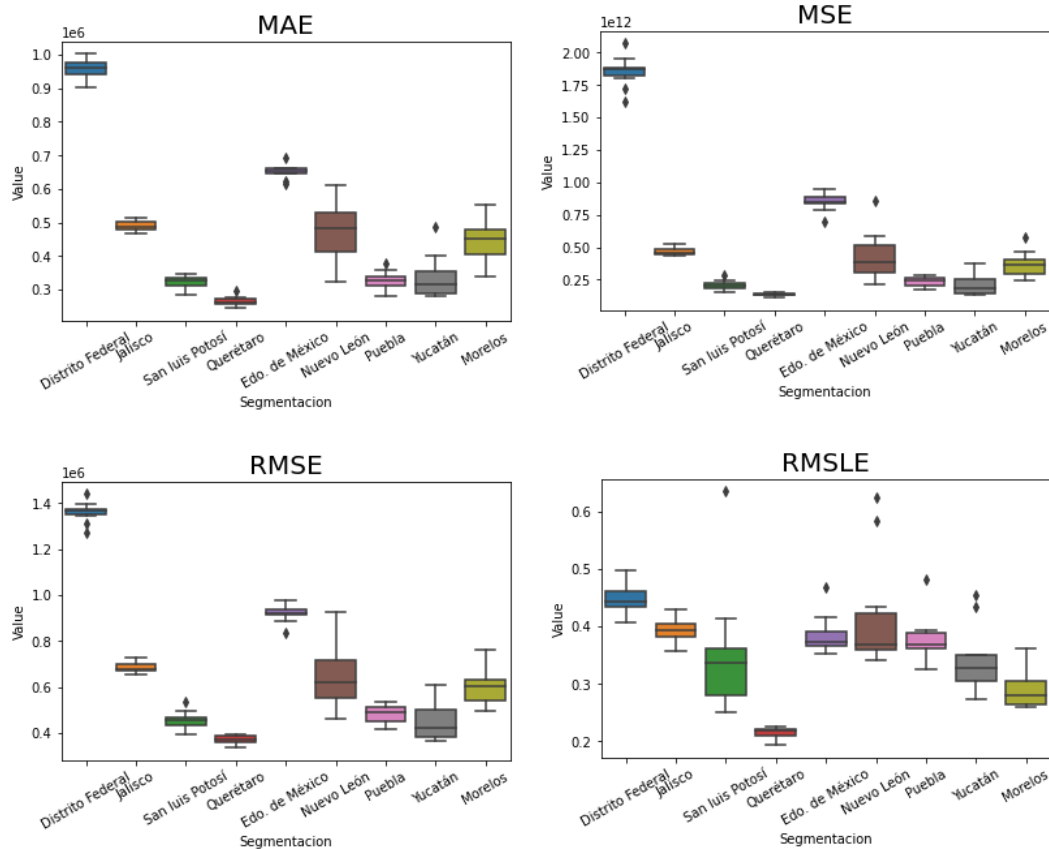 MAE
1e6
1.0
0.9
0.8
0.7
0.6
0.5
0.4
0.3
Value
Distrito Federal
Jalisco
San luis Potosí
Querétaro
Edo. de México
Nuevo León
Puebla
Yucatán
Morelos
Segmentacion
MSE
1e12
2.00
1.75
1.50
1.25
1.00
0.75
0.50
0.25
Value
Distrito Federal
Jalisco
San luis Potosí
Querétaro
Edo. de México
Nuevo León
Puebla
Yucatán
Morelos
Segmentacion
RMSE
1e6
1.4
1.2
1.0
0.8
0.6
0.4
Value
Distrito Federal
Jalisco
San luis Potosí
Querétaro
Edo. de México
Nuevo León
Puebla
Yucatán
Morelos
Segmentacion
RMSLE
0.6
0.5
0.4
0.3
0.2
Value
Distrito Federal
Jalisco
San luis Potosí
Querétaro
Edo. de México
Nuevo León
Puebla
Yucatán
Morelos
Segmentacion